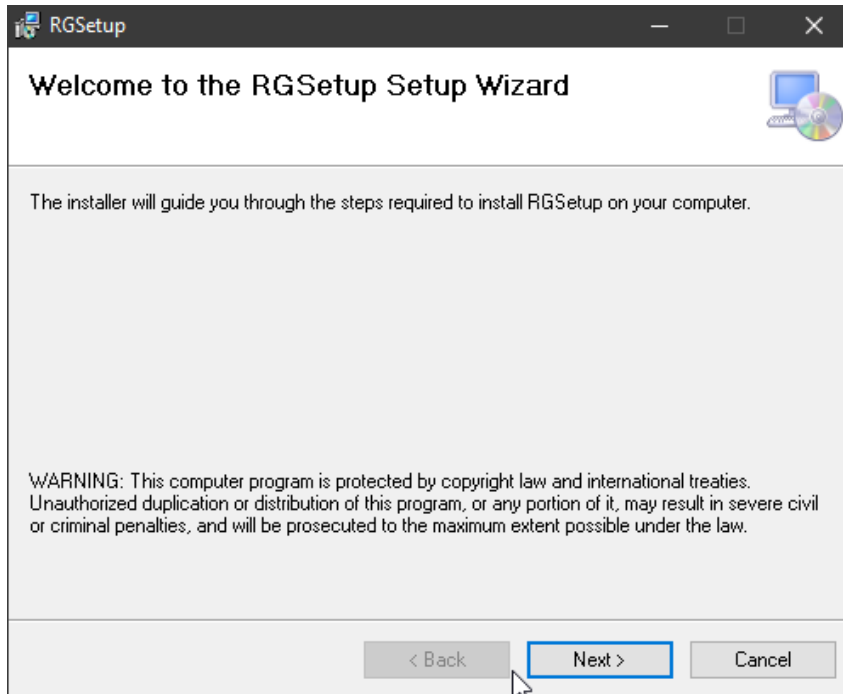 RGSetup
Welcome to the RGSetup Setup Wizard
The installer will guide you through the steps required to install RGSetup on your computer.
WARNING: This computer program is protected by copyright law and international treaties.
Unauthorized duplication or distribution of this program, or any portion of it, may result in severe civil
or criminal penalties, and will be prosecuted to the maximum extent possible under the law.
< Back Next > Cancel